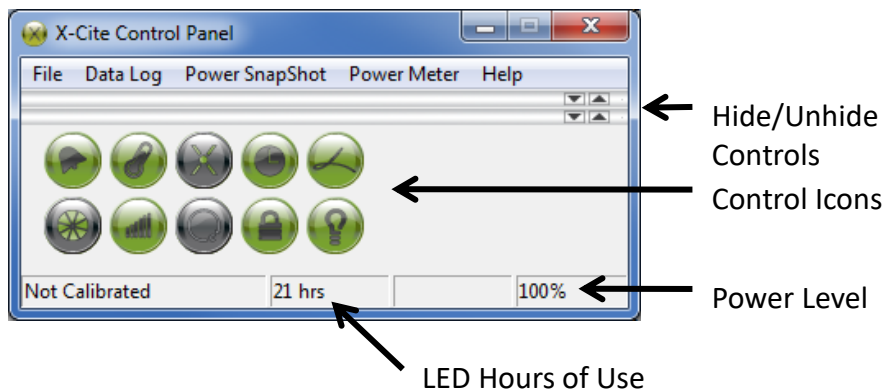 X-Cite Control Panel
File Data Log Power SnapShot Power Meter Help
Hide/Unhide
Controls
Control Icons
Not Calibrated 21 hrs 100%
Power Level
LED Hours of Use